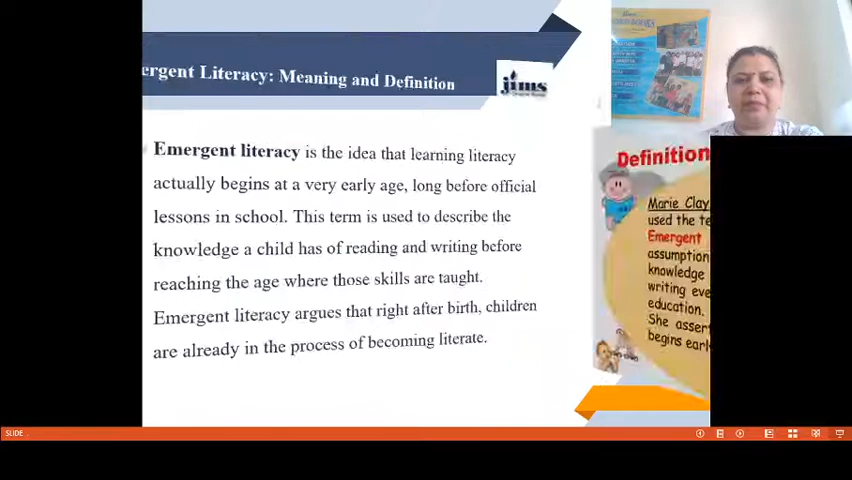 ergent Literacy: Meaning and Definition
jims
Emergent literacy is the idea that learning literacy
actually begins at a very early age, long before official
lessons in school. This term is used to describe the
knowledge a child has of reading and writing before
reaching the age where those skills are taught.
Emergent literacy argues that right after birth, children
are already in the process of becoming literate.
Definition
Marie Clay
used the te
Emergent
assumption
knowledge
writing eve
education.
She assert
begins earl
SLIDE